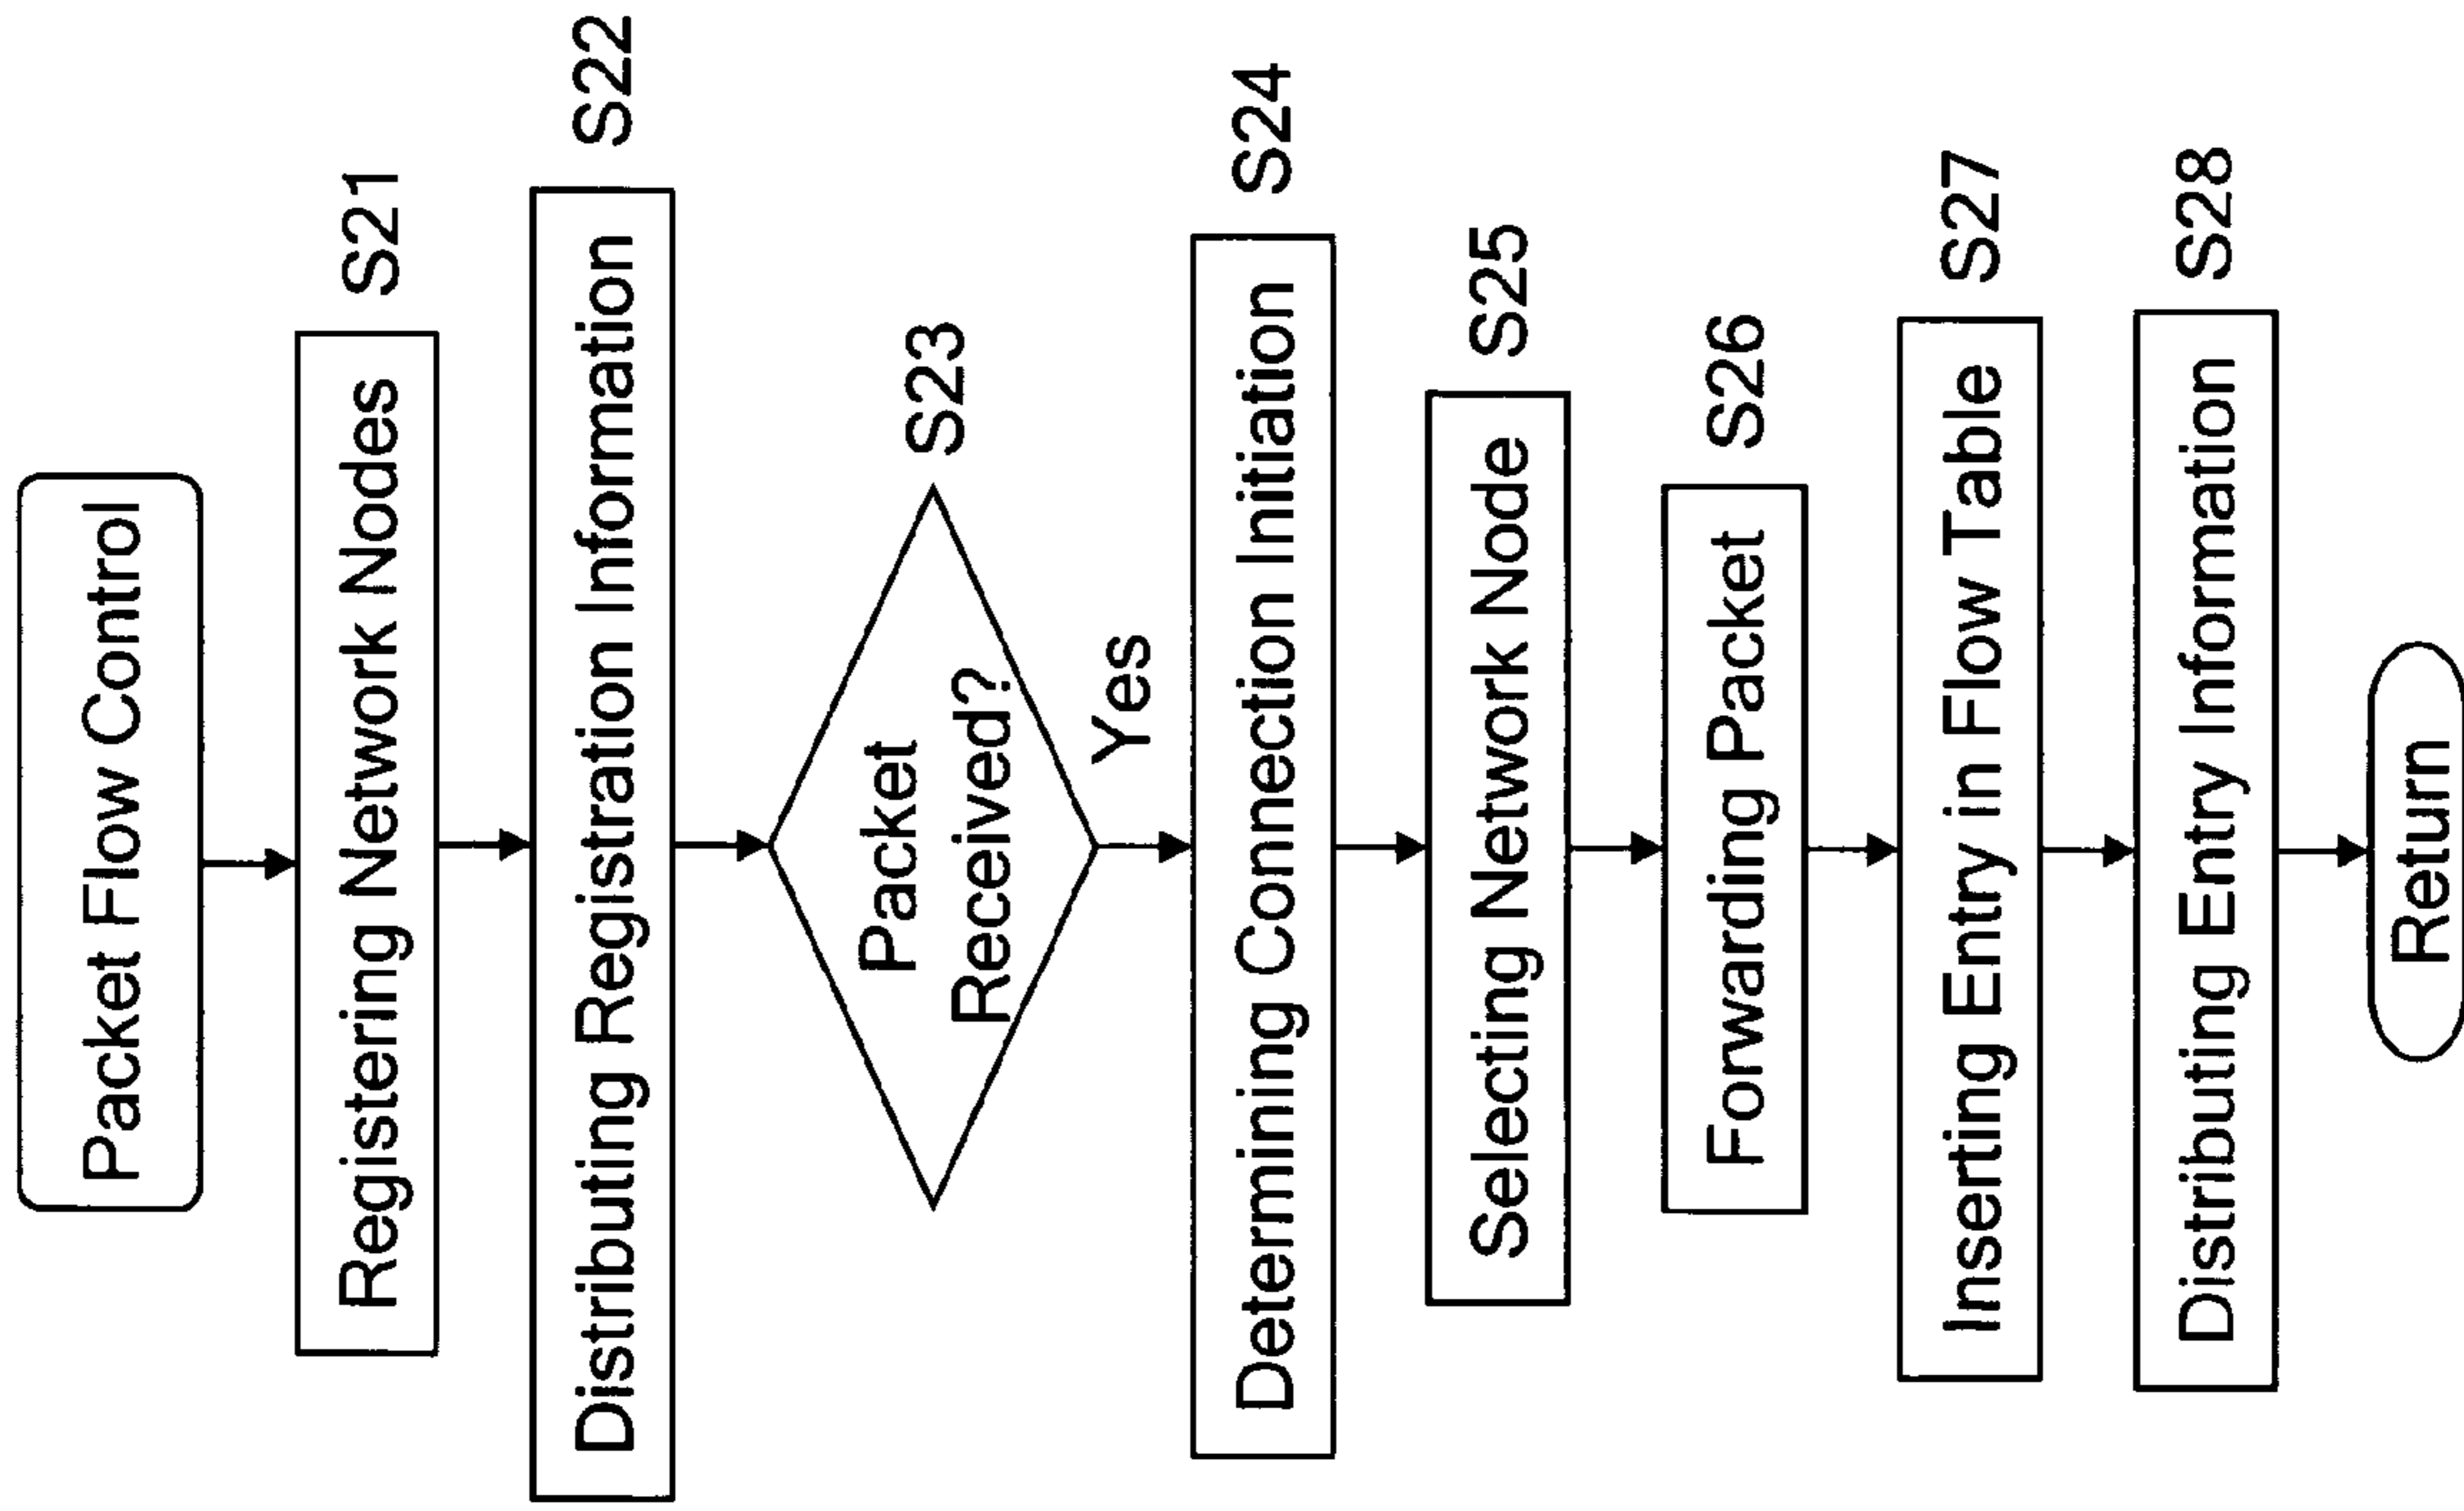 Packet Flow Control
Registering Network Nodes
S21
Distributing Registration Information
S22
Packet
Received?
S23
Yes
Determining Connection Initiation
S24
Selecting Network Node
S25
Forwarding Packet
S26
Inserting Entry in Flow Table
S27
Distributing Entry Information
S28
Return